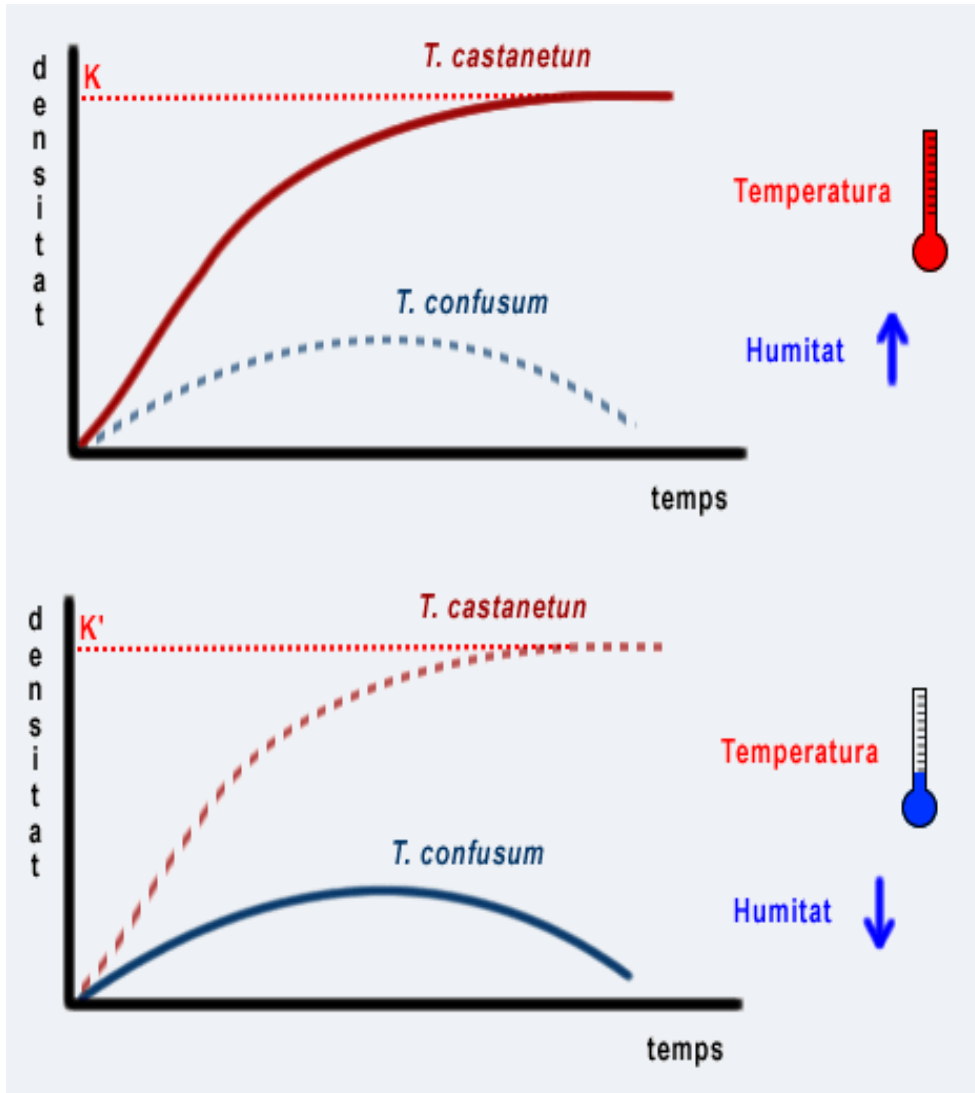 densitat
K
T. castanetun
Temperatura
T. confusum
Humitat
temps
densitat
K'
T. castanetun
Temperatura
T. confusum
Humitat
temps